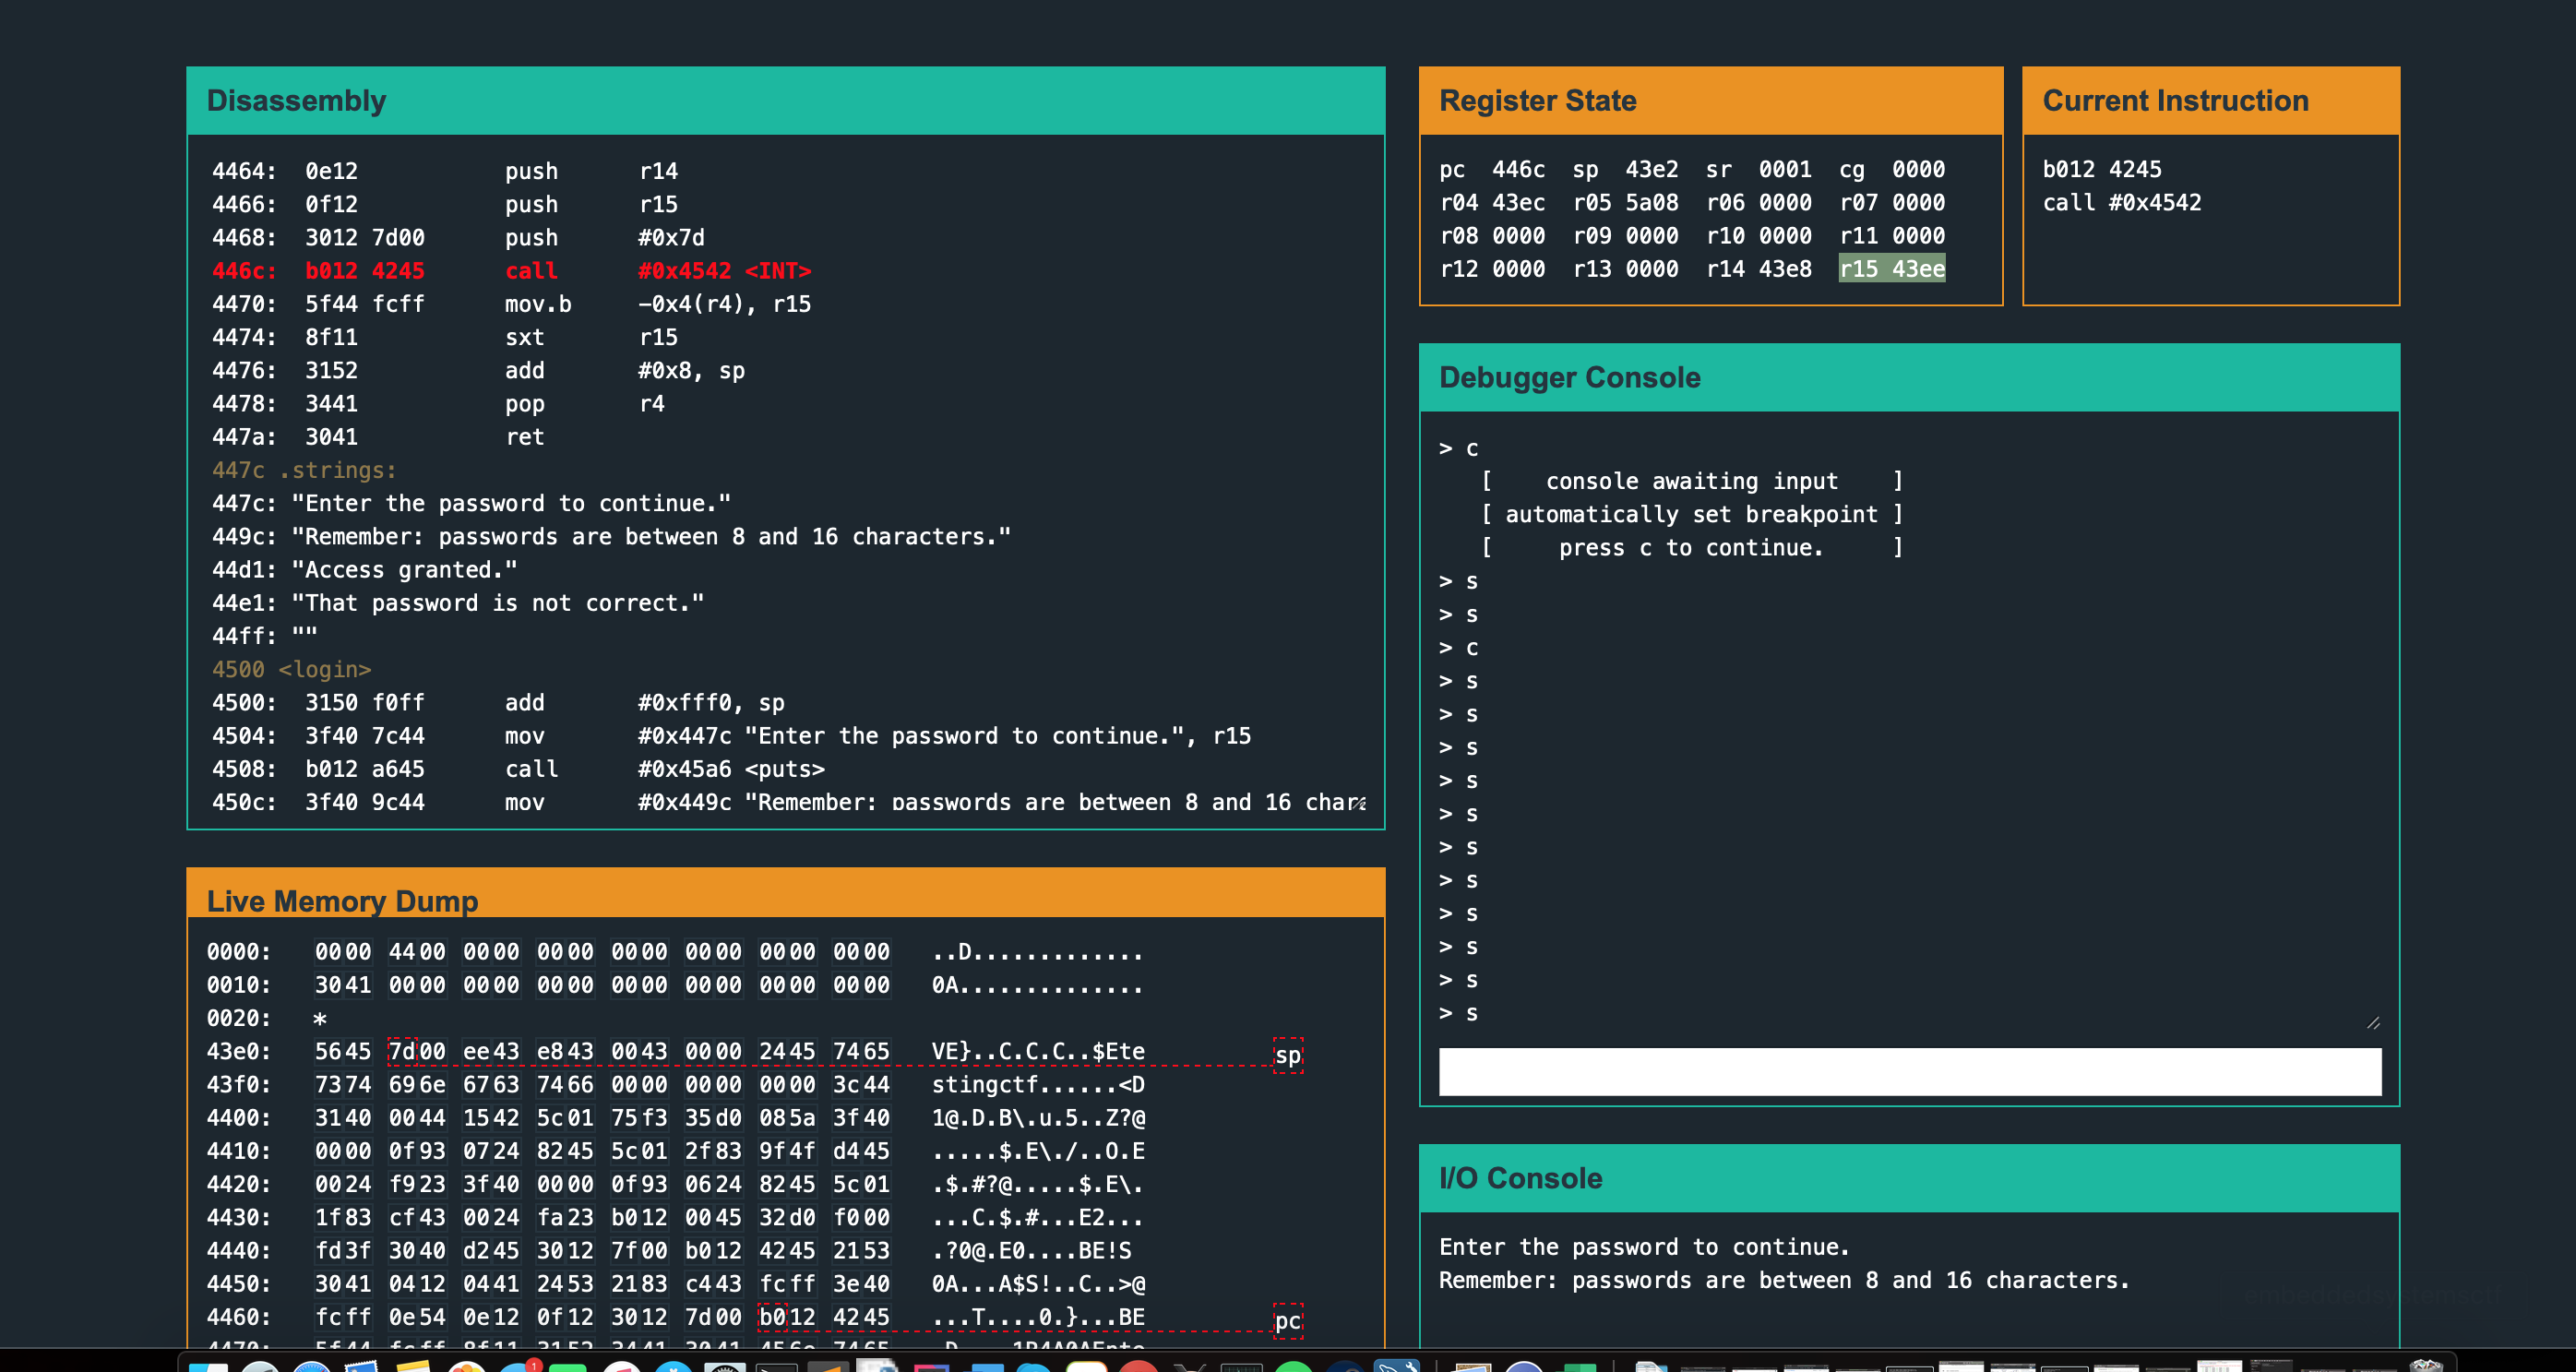 Disassembly
4464: 0e12 push r14
4466: 0f12 push r15
4468: 3012 7d00 push #0x7d
446c: b012 4245 call #0x4542 <INT>
4470: 5f44 fcff mov.b -0x4(r4), r15
4474: 8f11 sxt r15
4476: 3152 add #0x8, sp
4478: 3441 pop r4
447a: 3041 ret
447c .strings:
447c: "Enter the password to continue."
449c: "Remember: passwords are between 8 and 16 characters."
44d1: "Access granted."
44e1: "That password is not correct."
44ff: ""
4500 <login>
4500: 3150 f0ff add #0xfff0, sp
4504: 3f40 7c44 mov #0x447c "Enter the password to continue.", r15
4508: b012 a645 call #0x45a6 <puts>
450c: 3f40 9c44 mov #0x449c "Remember: passwords are between 8 and 16 char
Live Memory Dump
0000: 0000 4400 0000 0000 0000 0000 0000 0000 ..D.............
0010: 3041 0000 0000 0000 0000 0000 0000 0000 0A..............
0020: *
43e0: 5645 7d00 ee43 e843 0043 0000 2445 7465 VE}..C.C.C..$Ete sp
43f0: 7374 696e 6763 7466 0000 0000 0000 3c44 stingctf......<D
4400: 3140 0044 1542 5c01 75f3 35d0 085a 3f40 1@.D.B\.u.5..Z?@
4410: 0000 0f93 0724 8245 5c01 2f83 9f4f d445 .....$.E\./..O.E
4420: 0024 f923 3f40 0000 0f93 0624 8245 5c01 .$.#?@.....$.E\.
4430: 1f83 cf43 0024 fa23 b012 0045 32d0 f000 ...C.$.#...E2...
4440: fd3f 3040 d245 3012 7f00 b012 4245 2153 .?0@.E0....BE!S
4450: 3041 0412 0441 2453 2183 c443 fcff 3e40 0A...A$S!..C..>@
4460: fcff 0e54 0e12 0f12 3012 7d00 b012 4245 ...T....0.}...BE pc
Register State
pc 446c sp 43e2 sr 0001 cg 0000
r04 43ec r05 5a08 r06 0000 r07 0000
r08 0000 r09 0000 r10 0000 r11 0000
r12 0000 r13 0000 r14 43e8 r15 43ee
Current Instruction
b012 4245
call #0x4542
Debugger Console
> c
[ console awaiting input ]
[ automatically set breakpoint ]
[ press c to continue. ]
> s
> s
> c
> s
> s
> s
> s
> s
> s
> s
> s
> s
> s
> s
I/O Console
Enter the password to continue.
Remember: passwords are between 8 and 16 characters.